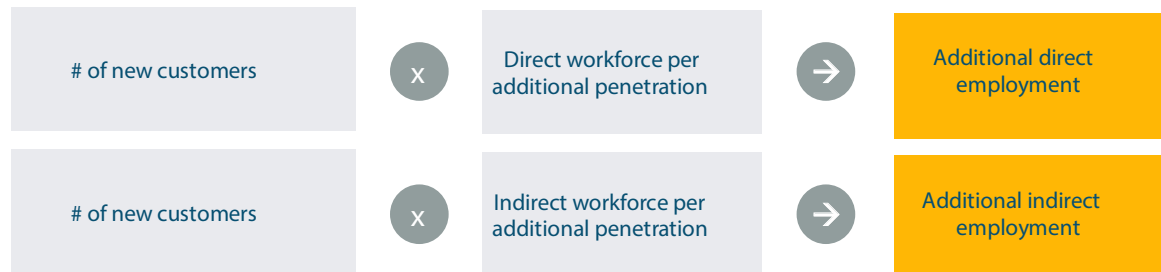 # of new customers
x
Direct workforce per
additional penetration
→
Additional direct
employment
# of new customers
x
Indirect workforce per
additional penetration
→
Additional indirect
employment